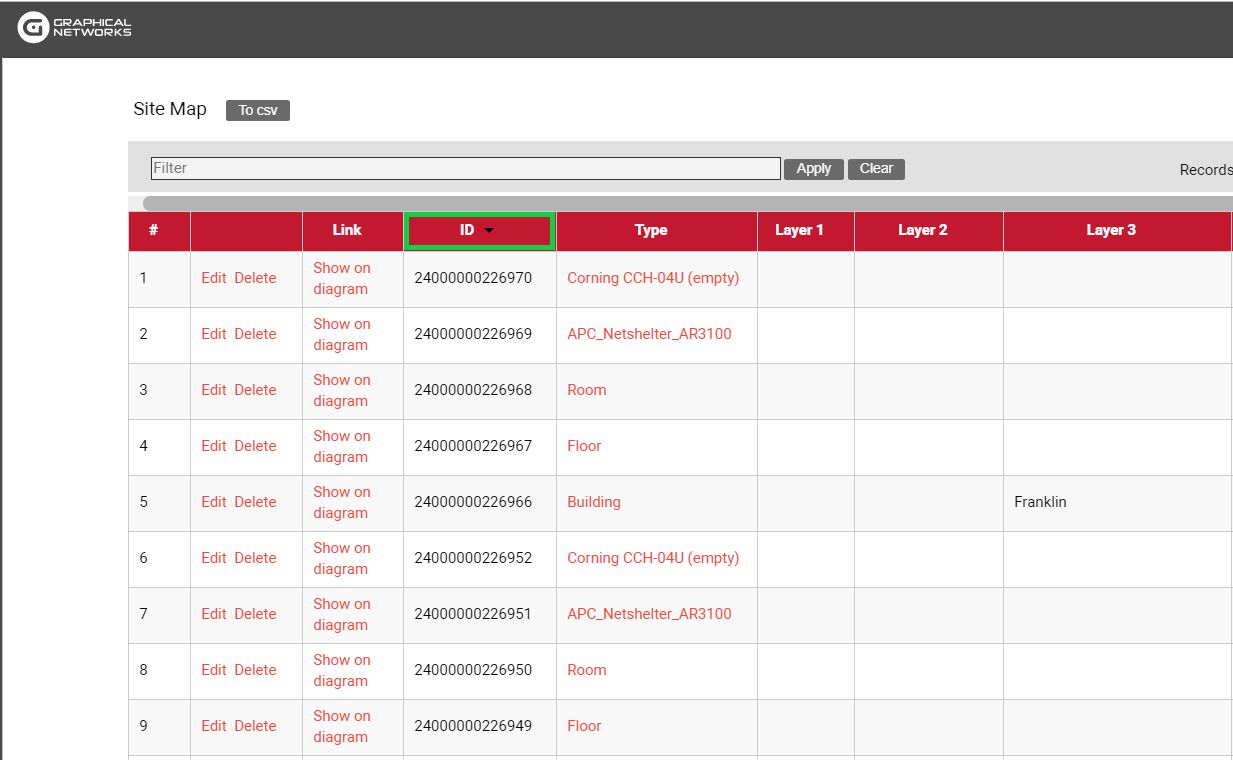 GRAPHICAL
NETWORKS
Site Map To csv
Filter Apply Clear Records
# Link ID Type Layer 1 Layer 2 Layer 3
1 Edit Delete Show on diagram 24000000226970 Corning CCH-04U (empty)
2 Edit Delete Show on diagram 24000000226969 APC_Netshelter_AR3100
3 Edit Delete Show on diagram 24000000226968 Room
4 Edit Delete Show on diagram 24000000226967 Floor
5 Edit Delete Show on diagram 24000000226966 Building Franklin
6 Edit Delete Show on diagram 24000000226952 Corning CCH-04U (empty)
7 Edit Delete Show on diagram 24000000226951 APC_Netshelter_AR3100
8 Edit Delete Show on diagram 24000000226950 Room
9 Edit Delete Show on diagram 24000000226949 Floor